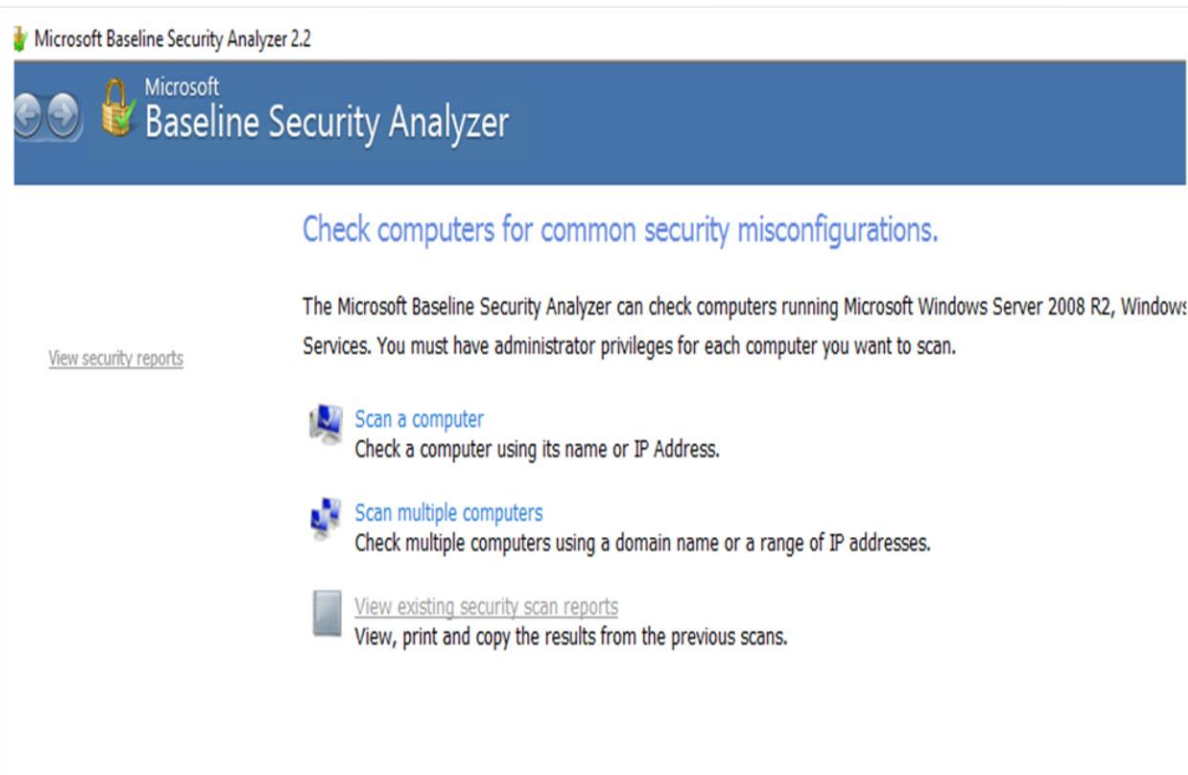 Microsoft Baseline Security Analyzer 2.2
Microsoft
Baseline Security Analyzer
Check computers for common security misconfigurations.
The Microsoft Baseline Security Analyzer can check computers running Microsoft Windows Server 2008 R2, Windows
Services. You must have administrator privileges for each computer you want to scan.
View security reports
Scan a computer
Check a computer using its name or IP Address.
Scan multiple computers
Check multiple computers using a domain name or a range of IP addresses.
View existing security scan reports
View, print and copy the results from the previous scans.